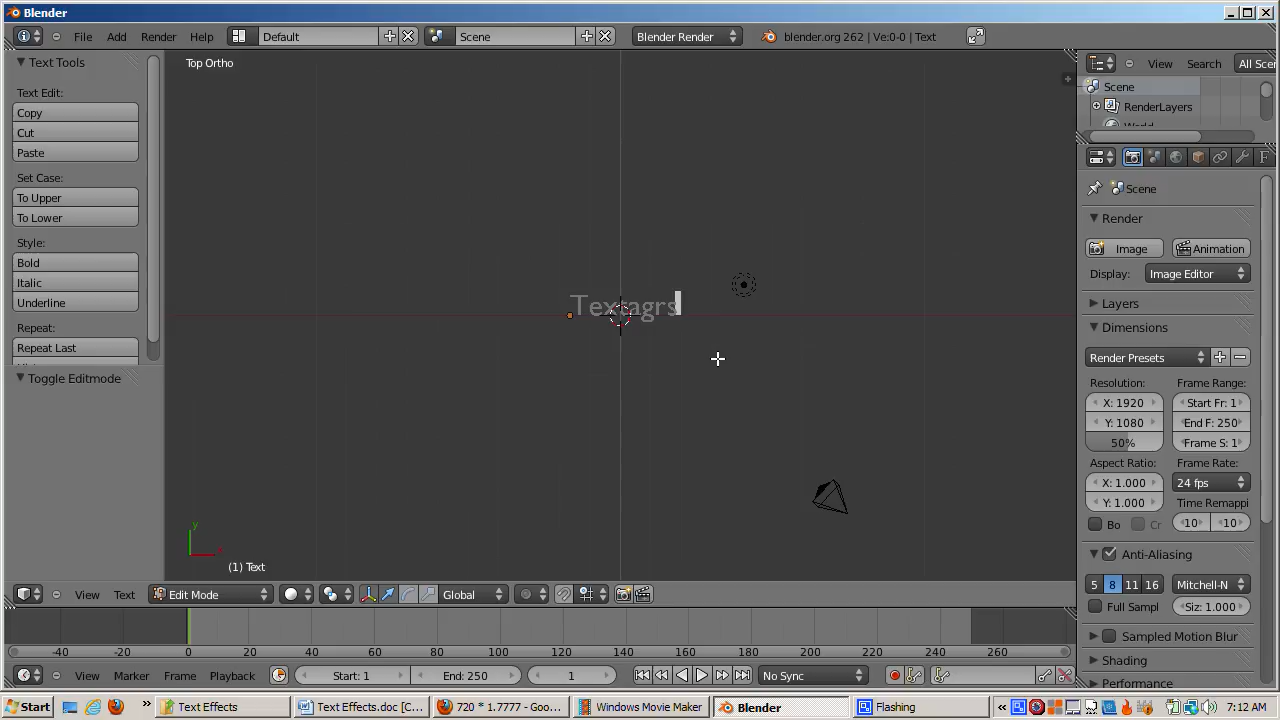 Blender
File Add Render Help Default Scene Blender Render blender.org 262 | Ve:0-0 | Text View Search All Scen
Text Tools
Top Ortho
Text Edit:
Copy
Cut
Paste
Set Case:
To Upper
To Lower
Style:
Bold
Italic
Underline
Repeat:
Repeat Last
Toggle Editmode
Textagrs
y
(1) Text
Scene
RenderLayers
World
F
Scene
Render
Image Animation
Display: Image Editor
Layers
Dimensions
Render Presets
Resolution: Frame Range:
X: 1920 Start Fr: 1
Y: 1080 End F: 250
50% Frame S: 1
Aspect Ratio: Frame Rate:
X: 1.000 24 fps
Y: 1.000 Time Remappi
Bo Cr 10 10
Anti-Aliasing
5 8 11 16 Mitchell-N
Full Sampl Siz: 1.000
Sampled Motion Blur
Shading
Performance
View Text Edit Mode Global
-40 -20 0 20 40 60 80 100 120 140 160 180 200 220 240 260
View Marker Frame Playback Start: 1 End: 250 1 No Sync
Start » Text Effects Text Effects.doc [C... 720 * 1.7777 - Goo... Windows Movie Maker Blender Flashing « 7:12 AM